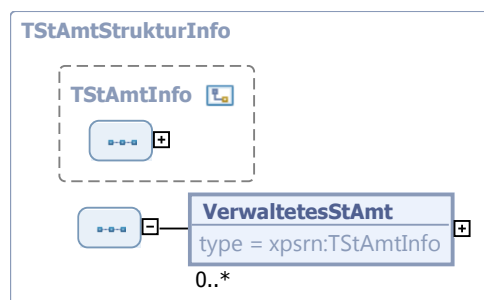 TStAmtStrukturInfo
TStAmtInfo
VerwaltetesStAmt
type = xpsrn:TStAmtInfo
0..*